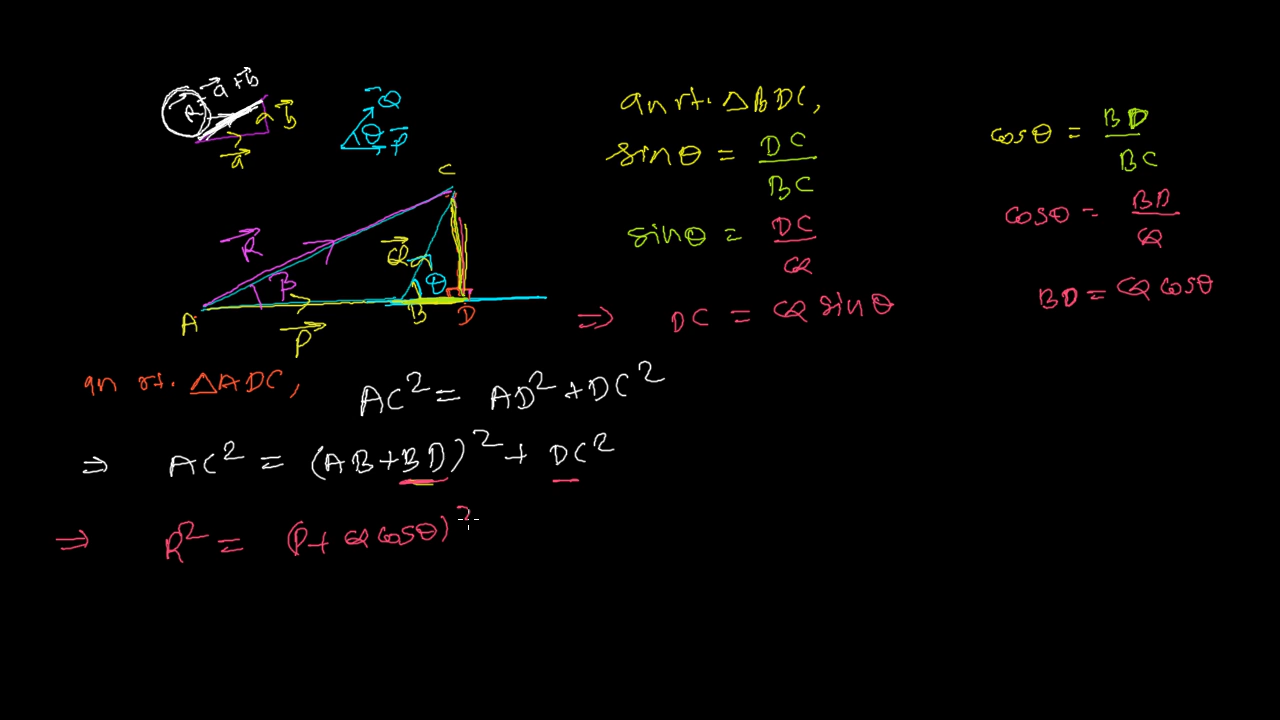 R = a + b
a
b
Q
θ
P
C
R
Q
β
θ
A
B
D
P
In rt. △BDC,
sinθ = DC/BC
sinθ = DC/Q
⇒ DC = Q sinθ
cosθ = BD/BC
cosθ = BD/Q
BD = Q cosθ
In rt. △ADC, AC² = AD² + DC²
⇒ AC² = (AB + BD)² + DC²
⇒ R² = (P + Q cosθ)²